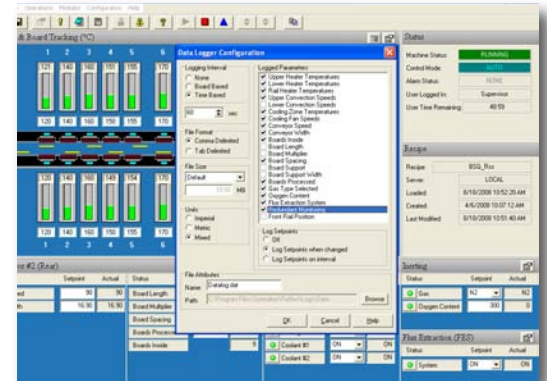 Operations Modules Configuration Help
& Board Tracking (°C)
1 2 3 4 5 6
121 140 160 151 155 170
120 140 160 150 155 170
120 140 160 149 154 170
120 140 160 150 155 170
1 2 3 4 5 6
Data Logger Configuration
Logging Interval
None
Board Based
Time Based
60 sec
File Format
Comma Delimited
Tab Delimited
File Size
Default
10.00 MB
Units
Imperial
Metric
Mixed
Logged Parameters
Upper Heater Temperatures
Lower Heater Temperatures
Rail Heater Temperatures
Upper Convection Speeds
Lower Convection Speeds
Cooling Zone Temperatures
Cooling Fan Speeds
Conveyor Speed
Conveyor Width
Boards Inside
Board Length
Board Multiplier
Board Spacing
Board Support
Board Support Width
Boards Processed
Gas Type Selected
Oxygen Content
Flux Extraction System
Redundant Monitoring
Front Rail Position
Log Setpoints
Off
Log Setpoints when changed
Log Setpoints on interval
File Attributes
Name: Datalog.dat
Path: Browse
OK Cancel Help
Status
Machine Status: RUNNING
Control Mode: AUTO
Alarm Status: NONE
User Logged In: Supervisor
User Time Remaining: 40:59
Recipe
Recipe: BSG_Rss
Server: LOCAL
Loaded: 8/10/2008 10:52:20 AM
Created: 4/6/2008 10:07:12 AM
Last Modified: 8/10/2008 10:51:40 AM
#2 (Rear)
Setpoint Actual Status
90 90 Board Length
16.90 16.90 Board Multiplier
Board Spacing
Boards Processed
Boards Inside
Coolant #1 ON ON
Coolant #2 ON ON
Inerting
Status Setpoint Actual
Gas N2 N2
Oxygen Content 300 0
Flux Extraction (FES)
Status Setpoint Actual
System ON ON